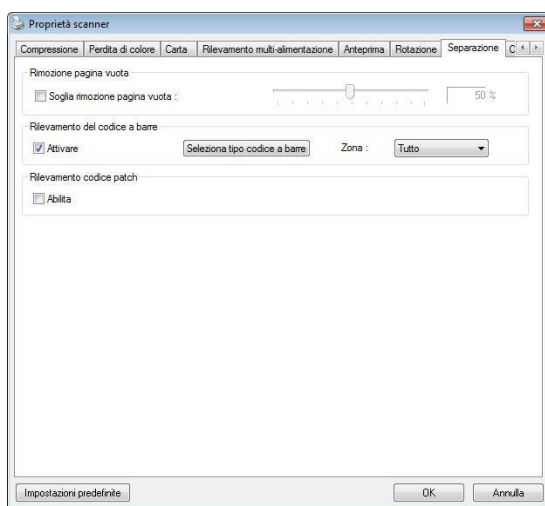 Proprietà scanner
Compressione Perdita di colore Carta Rilevamento multi-alimentazione Anteprima Rotazione Separazione C
Rimozione pagina vuota
Soglia rimozione pagina vuota : 50 %
Rilevamento del codice a barre
Attivare Seleziona tipo codice a barre Zona : Tutto
Rilevamento codice patch
Abilita
Impostazioni predefinite OK Annulla